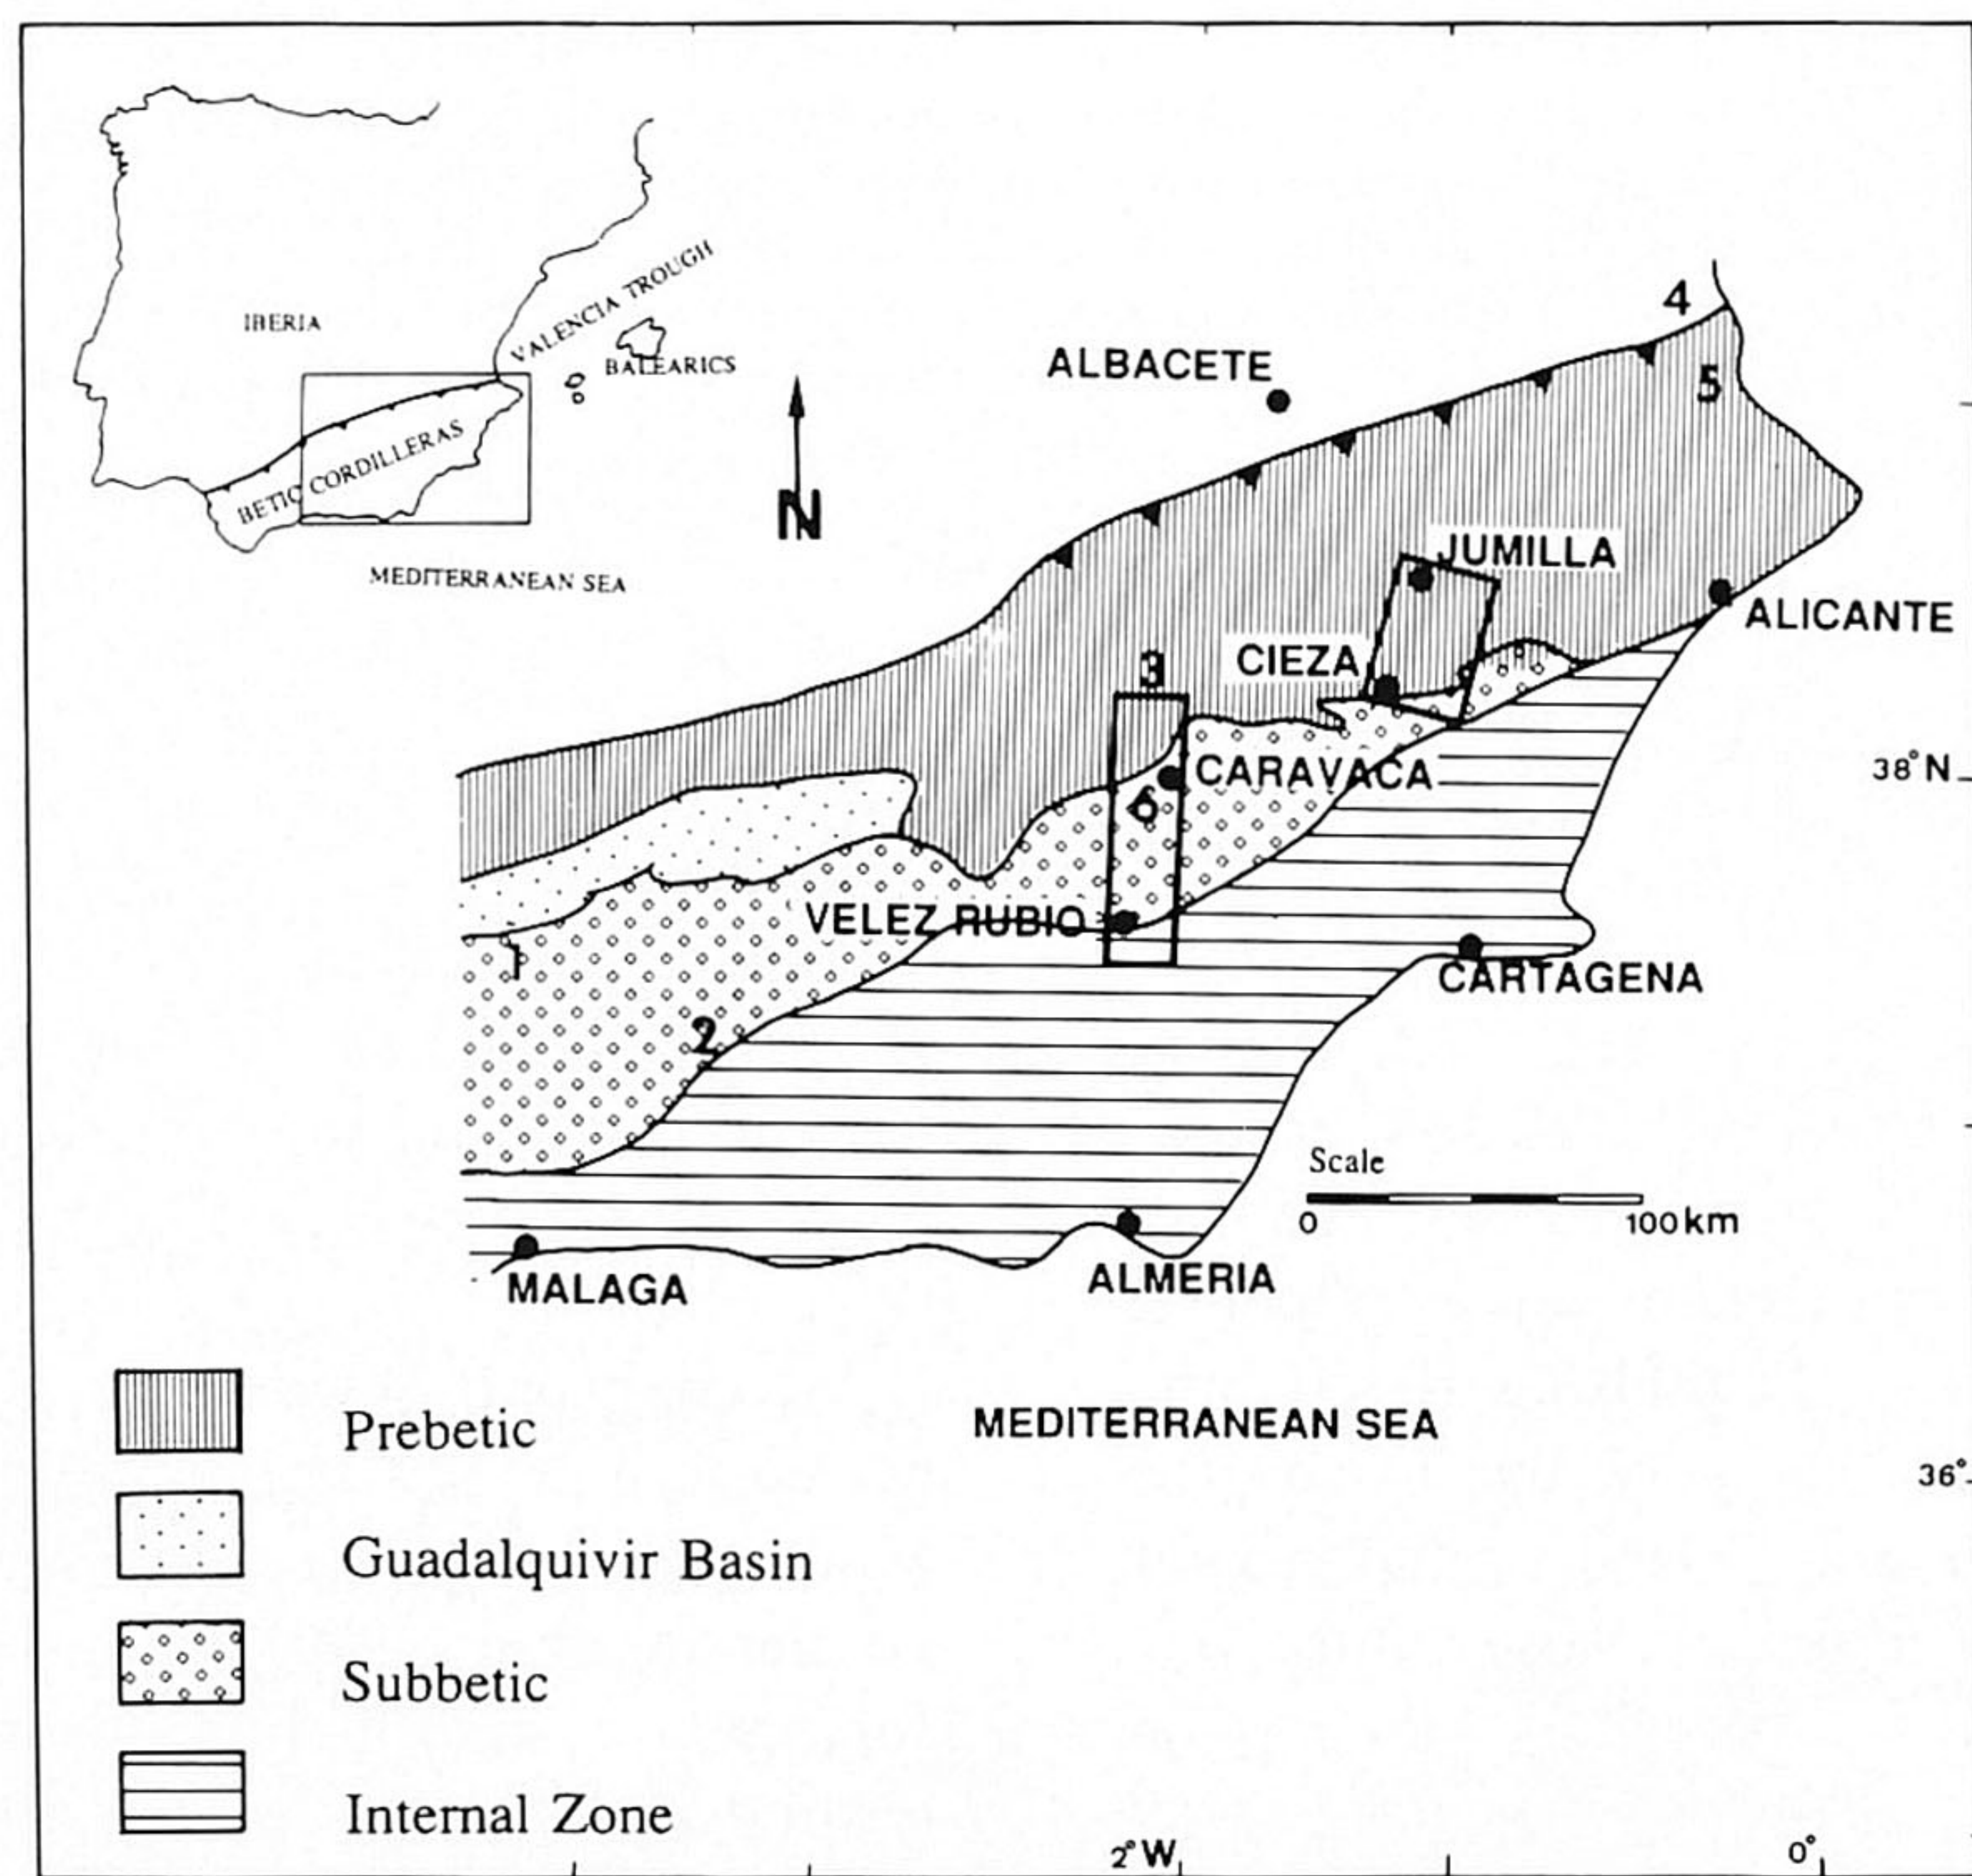 IBERIA
VALENCIA TROUGH
BALEARICS
BETIC CORDILLERAS
MEDITERRANEAN SEA
N
4
ALBACETE
5
JUMILLA
ALICANTE
CIEZA
3
38°N
CARAVACA
6
VELEZ RUBIO
1
CARTAGENA
2
Scale
0 100km
MALAGA
ALMERIA
Prebetic
MEDITERRANEAN SEA
36°
Guadalquivir Basin
Subbetic
Internal Zone
2°W
0°